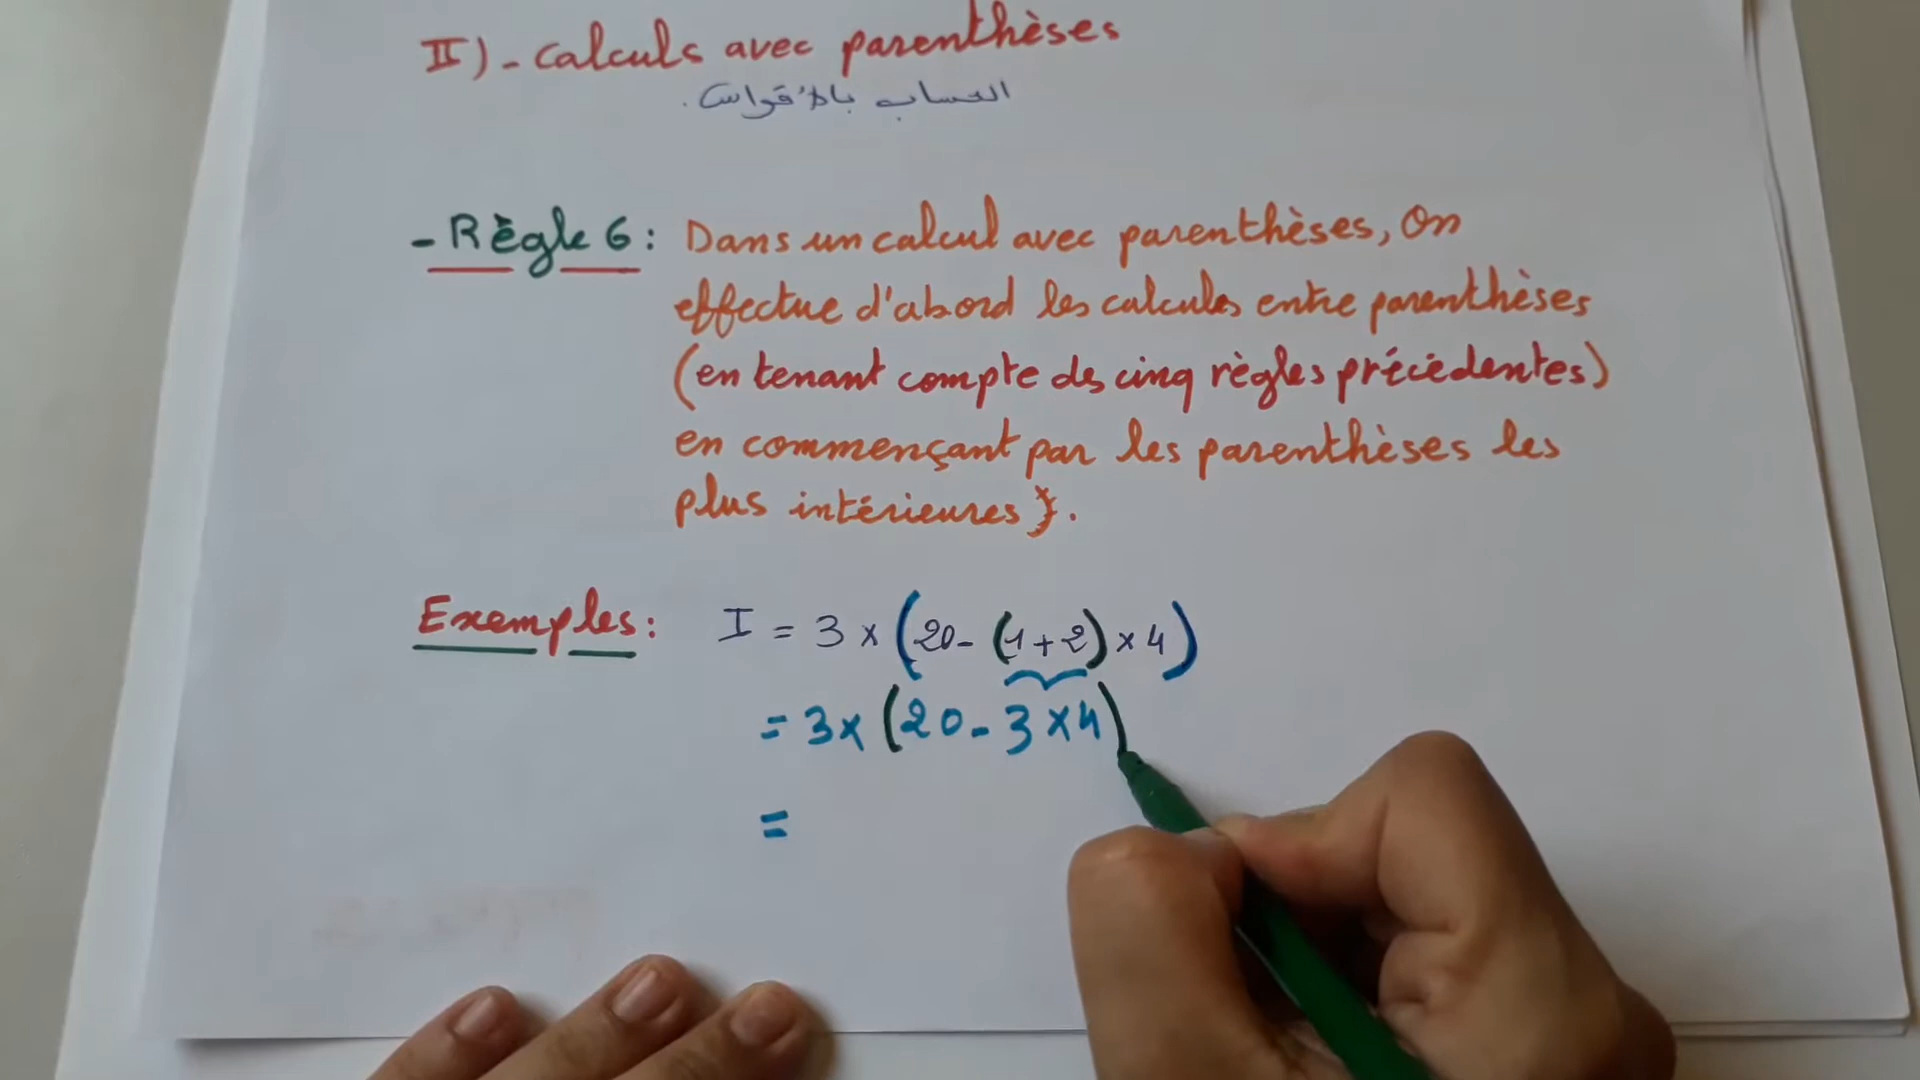 II) - Calculs avec parenthèses
الحساب بالأقواس.
- Règle 6 : Dans un calcul avec parenthèses, on
effectue d'abord les calculs entre parenthèses
(en tenant compte des cinq règles précédentes)
en commençant par les parenthèses les
plus intérieures }.
Exemples : I = 3 × (20 - (1 + 2) × 4)
= 3 × (20 - 3 × 4)
=